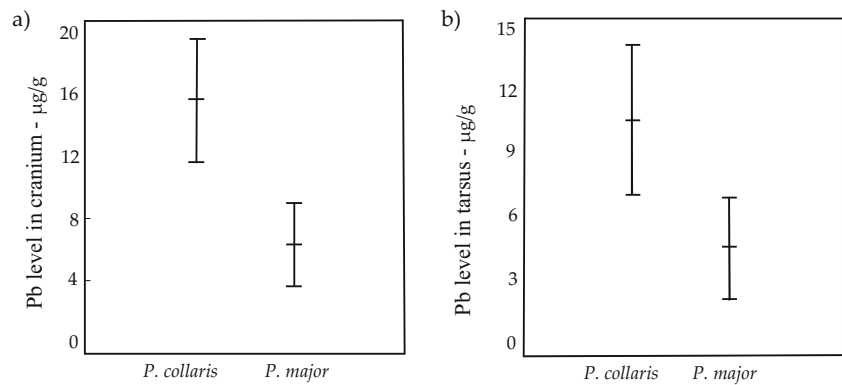 a)
Pb level in cranium - µg/g
20
16
12
8
4
0
P. collaris P. major
b)
Pb level in tarsus - µg/g
15
12
9
6
3
0
P. collaris P. major